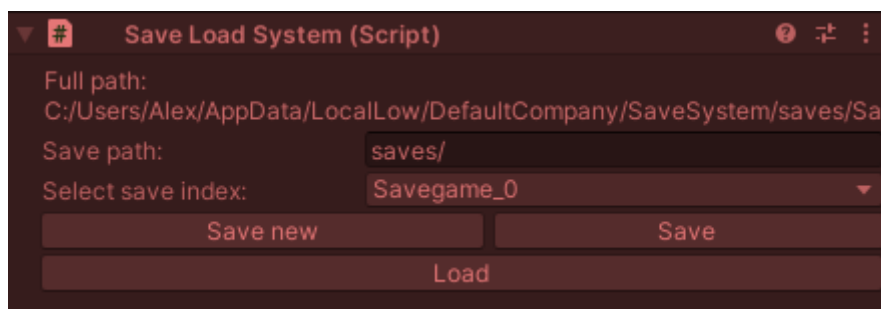 # Save Load System (Script)
Full path:
C:/Users/Alex/AppData/LocalLow/DefaultCompany/SaveSystem/saves/Sa
Save path: saves/
Select save index: Savegame_0
Save new Save
Load